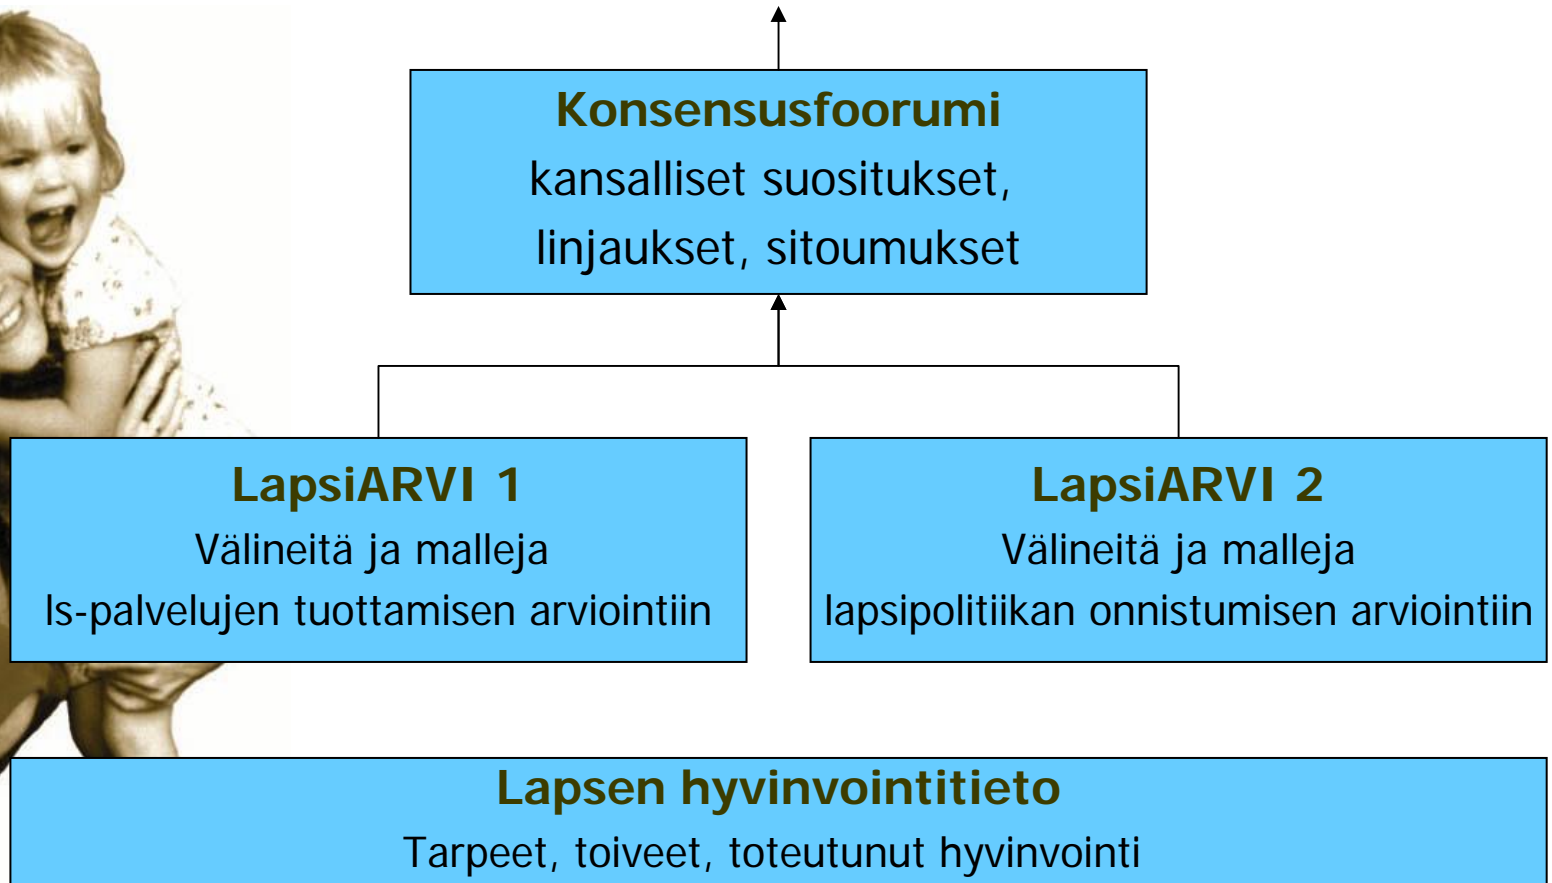 Konsensusfoorumi
kansalliset suositukset,
linjaukset, sitoumukset
LapsiARVI 1
Välineitä ja malleja
ls-palvelujen tuottamisen arviointiin
LapsiARVI 2
Välineitä ja malleja
lapsipolitiikan onnistumisen arviointiin
Lapsen hyvinvointitieto
Tarpeet, toiveet, toteutunut hyvinvointi